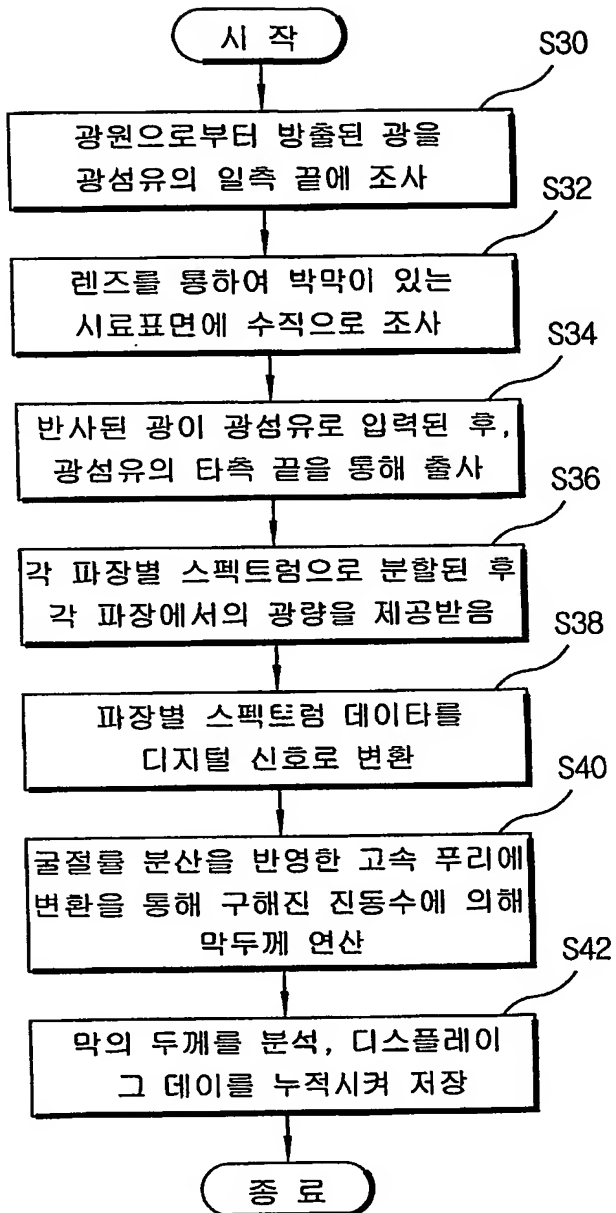 시 작
S30
광원으로부터 방출된 광을
광섬유의 일측 끝에 조사
S32
렌즈를 통하여 박막이 있는
시료표면에 수직으로 조사
S34
반사된 광이 광섬유로 입력된 후,
광섬유의 타측 끝을 통해 출사
S36
각 파장별 스펙트럼으로 분할된 후
각 파장에서의 광량을 제공받음
S38
파장별 스펙트럼 데이타를
디지털 신호로 변환
S40
굴절률 분산을 반영한 고속 푸리에
변환을 통해 구해진 진동수에 의해
막두께 연산
S42
막의 두께를 분석, 디스플레이
그 데이를 누적시켜 저장
종 료